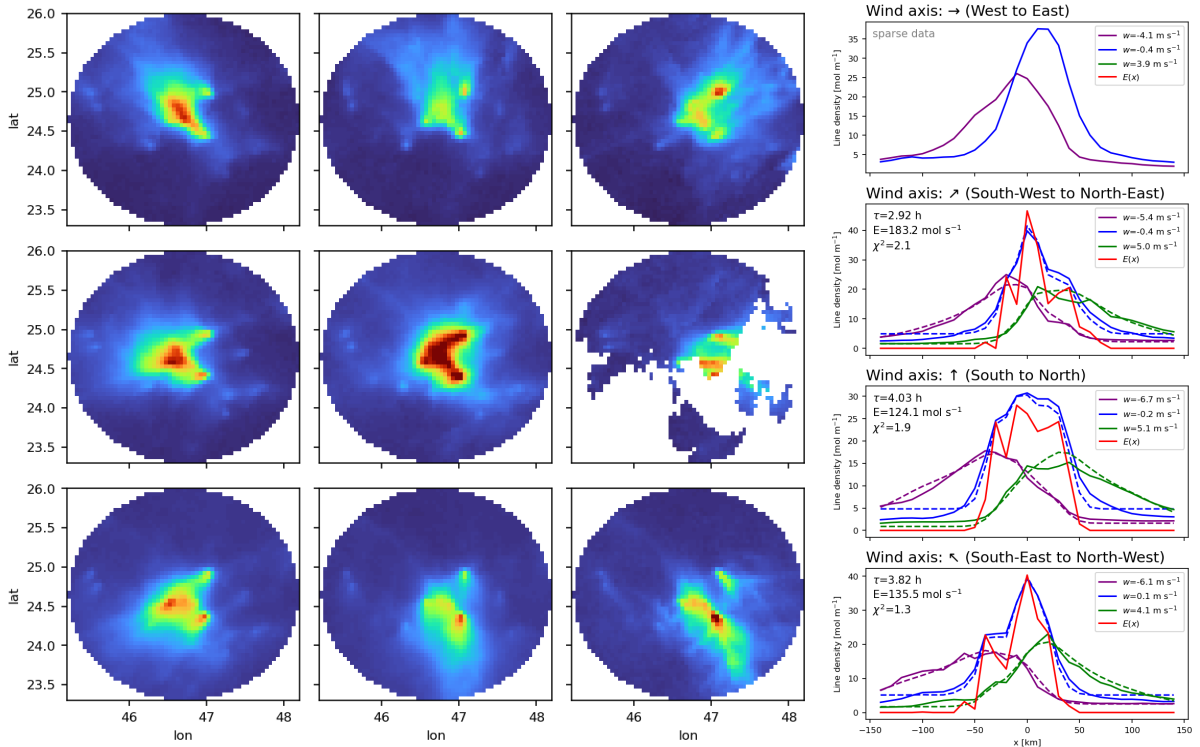 26.0
25.5
25.0
24.5
24.0
23.5
lat
26.0
25.5
25.0
24.5
24.0
23.5
lat
26.0
25.5
25.0
24.5
24.0
23.5
lat
46 47 48
lon
46 47 48
lon
46 47 48
lon
Wind axis: → (West to East)
sparse data
w=-4.1 m s⁻¹
w=-0.4 m s⁻¹
w=3.9 m s⁻¹
E(x)
Line density [mol m⁻¹]
35
30
25
20
15
10
5
Wind axis: ↗ (South-West to North-East)
τ=2.92 h
E=183.2 mol s⁻¹
χ²=2.1
w=-5.4 m s⁻¹
w=-0.4 m s⁻¹
w=5.0 m s⁻¹
E(x)
Line density [mol m⁻¹]
40
30
20
10
0
Wind axis: ↑ (South to North)
τ=4.03 h
E=124.1 mol s⁻¹
χ²=1.9
w=-6.7 m s⁻¹
w=-0.2 m s⁻¹
w=5.1 m s⁻¹
E(x)
Line density [mol m⁻¹]
30
25
20
15
10
5
0
Wind axis: ↖ (South-East to North-West)
τ=3.82 h
E=135.5 mol s⁻¹
χ²=1.3
w=-6.1 m s⁻¹
w=0.1 m s⁻¹
w=4.1 m s⁻¹
E(x)
Line density [mol m⁻¹]
40
30
20
10
0
−150 −100 −50 0 50 100 150
x [km]